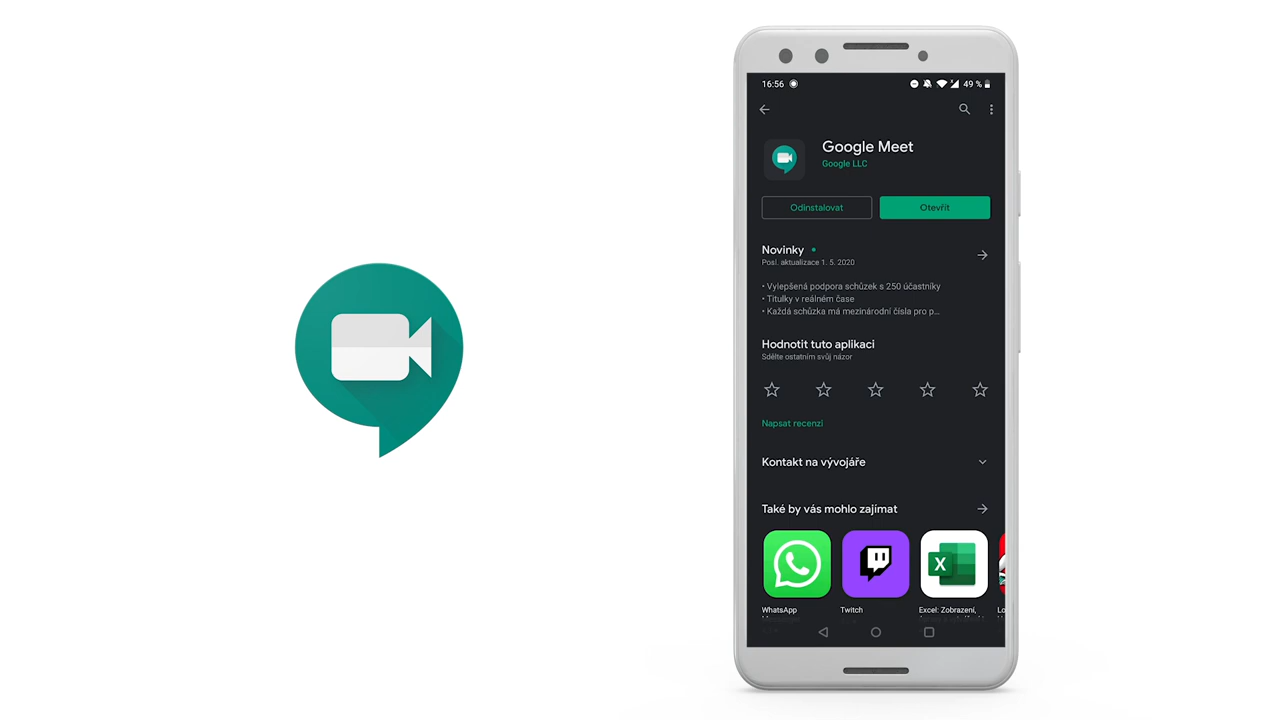 16:56
49 %
Google Meet
Google LLC
Odinstalovat
Otevřít
Novinky
Posl. aktualizace 1. 5. 2020
• Vylepšená podpora schůzek s 250 účastníky
• Titulky v reálném čase
• Každá schůzka má mezinárodní čísla pro p...
Hodnotit tuto aplikaci
Sdělte ostatním svůj názor
Napsat recenzi
Kontakt na vývojáře
Také by vás mohlo zajímat
WhatsApp
Twitch
Excel: Zobrazení,
Lo